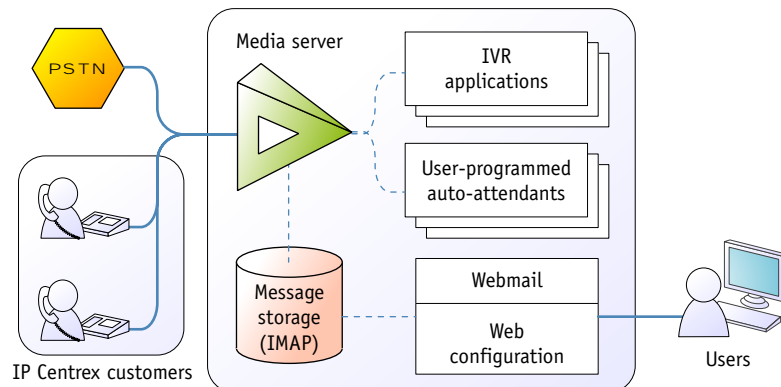 PSTN
Media server
IVR
applications
User-programmed
auto-attendants
Message
storage
(IMAP)
Webmail
Web
configuration
IP Centrex customers
Users